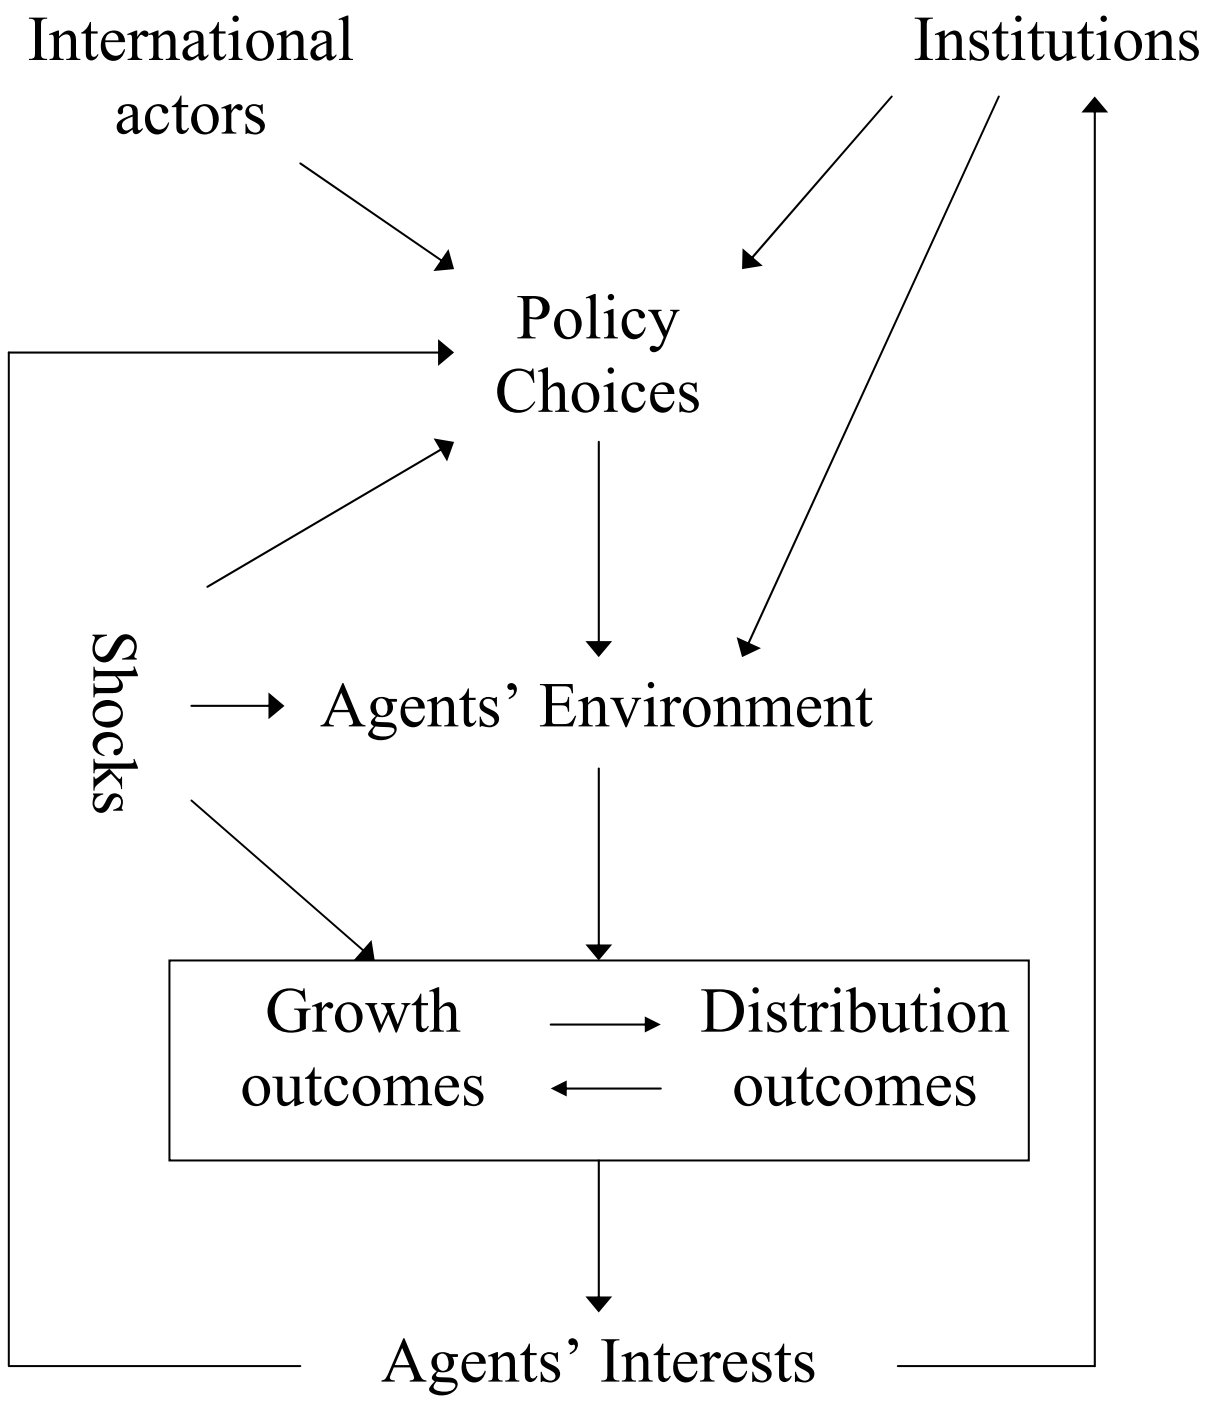 International
actors
Institutions
Policy
Choices
Shocks
Agents’ Environment
Growth
outcomes
Distribution
outcomes
Agents’ Interests